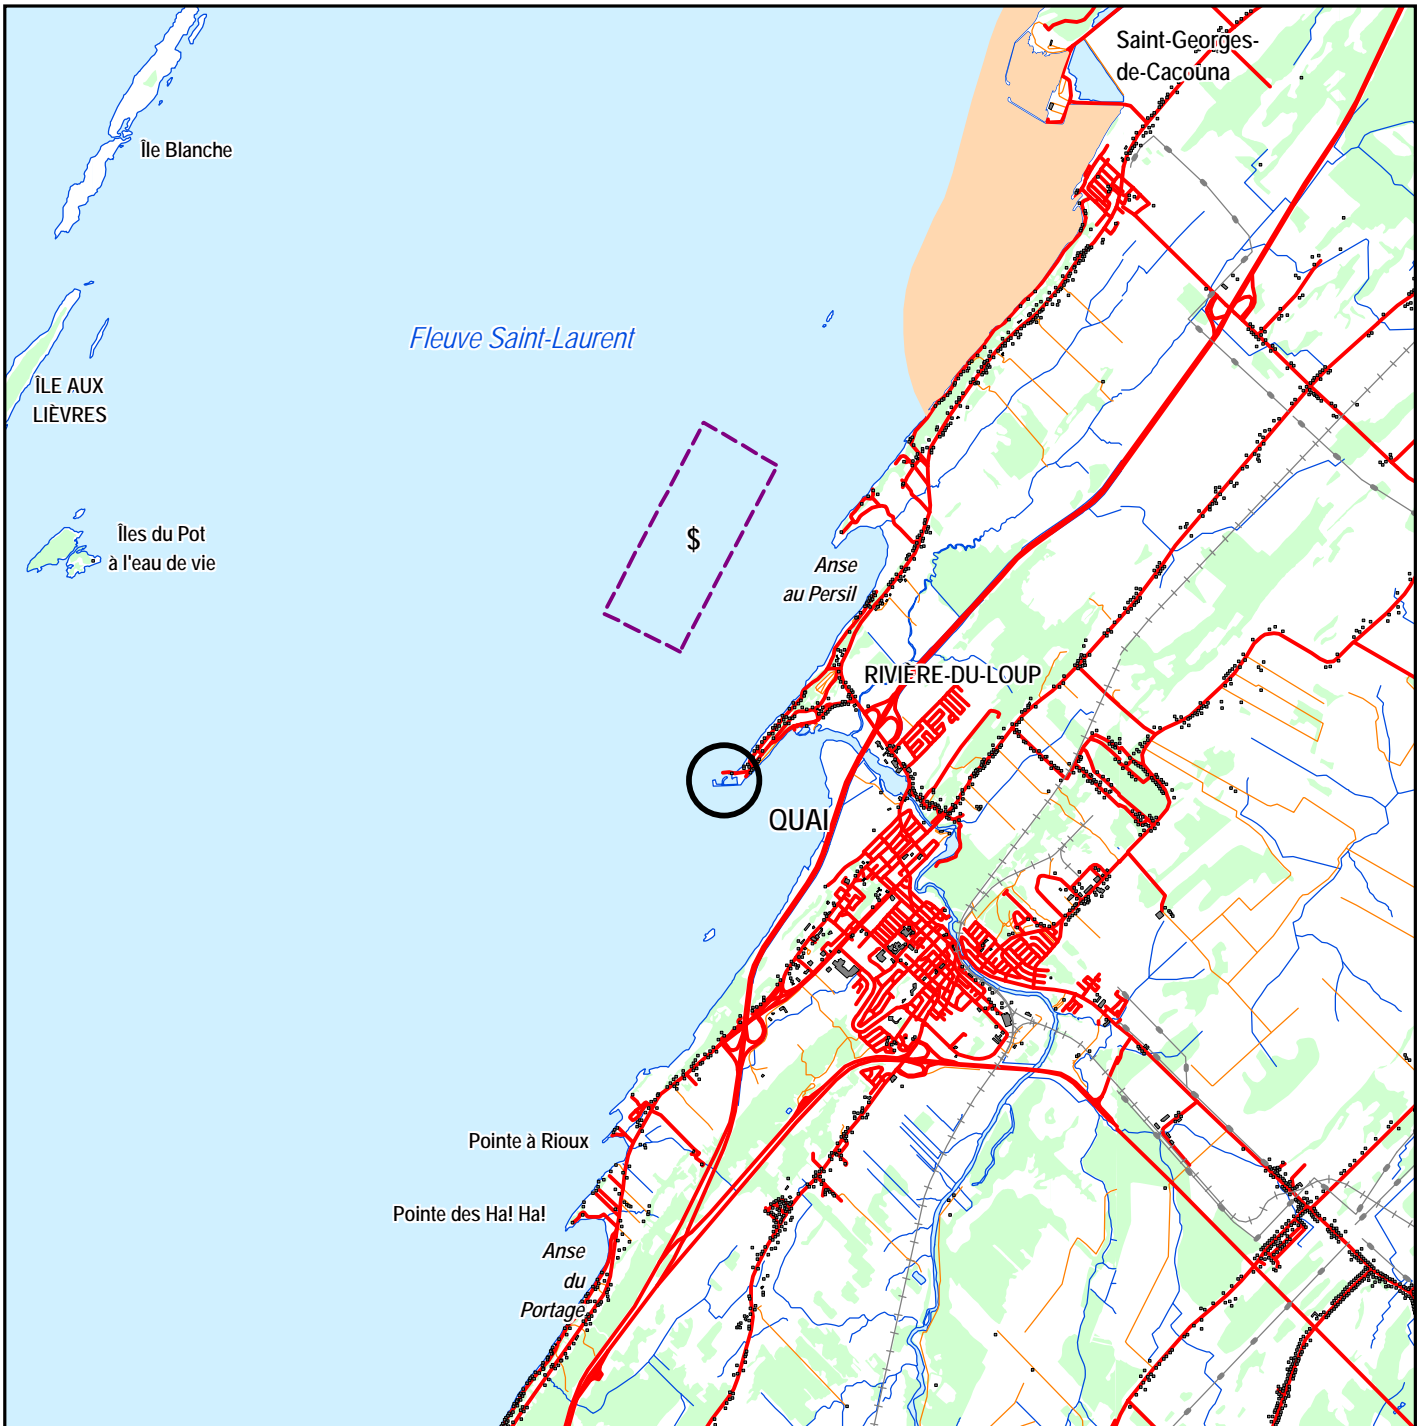 Saint-Georges-
de-Cacouna
Île Blanche
Fleuve Saint-Laurent
ÎLE AUX
LIÈVRES
$
Îles du Pot
à l'eau de vie
Anse
au Persil
RIVIÈRE-DU-LOUP
QUAI
Pointe à Rioux
Pointe des Ha! Ha!
Anse
du
Portage